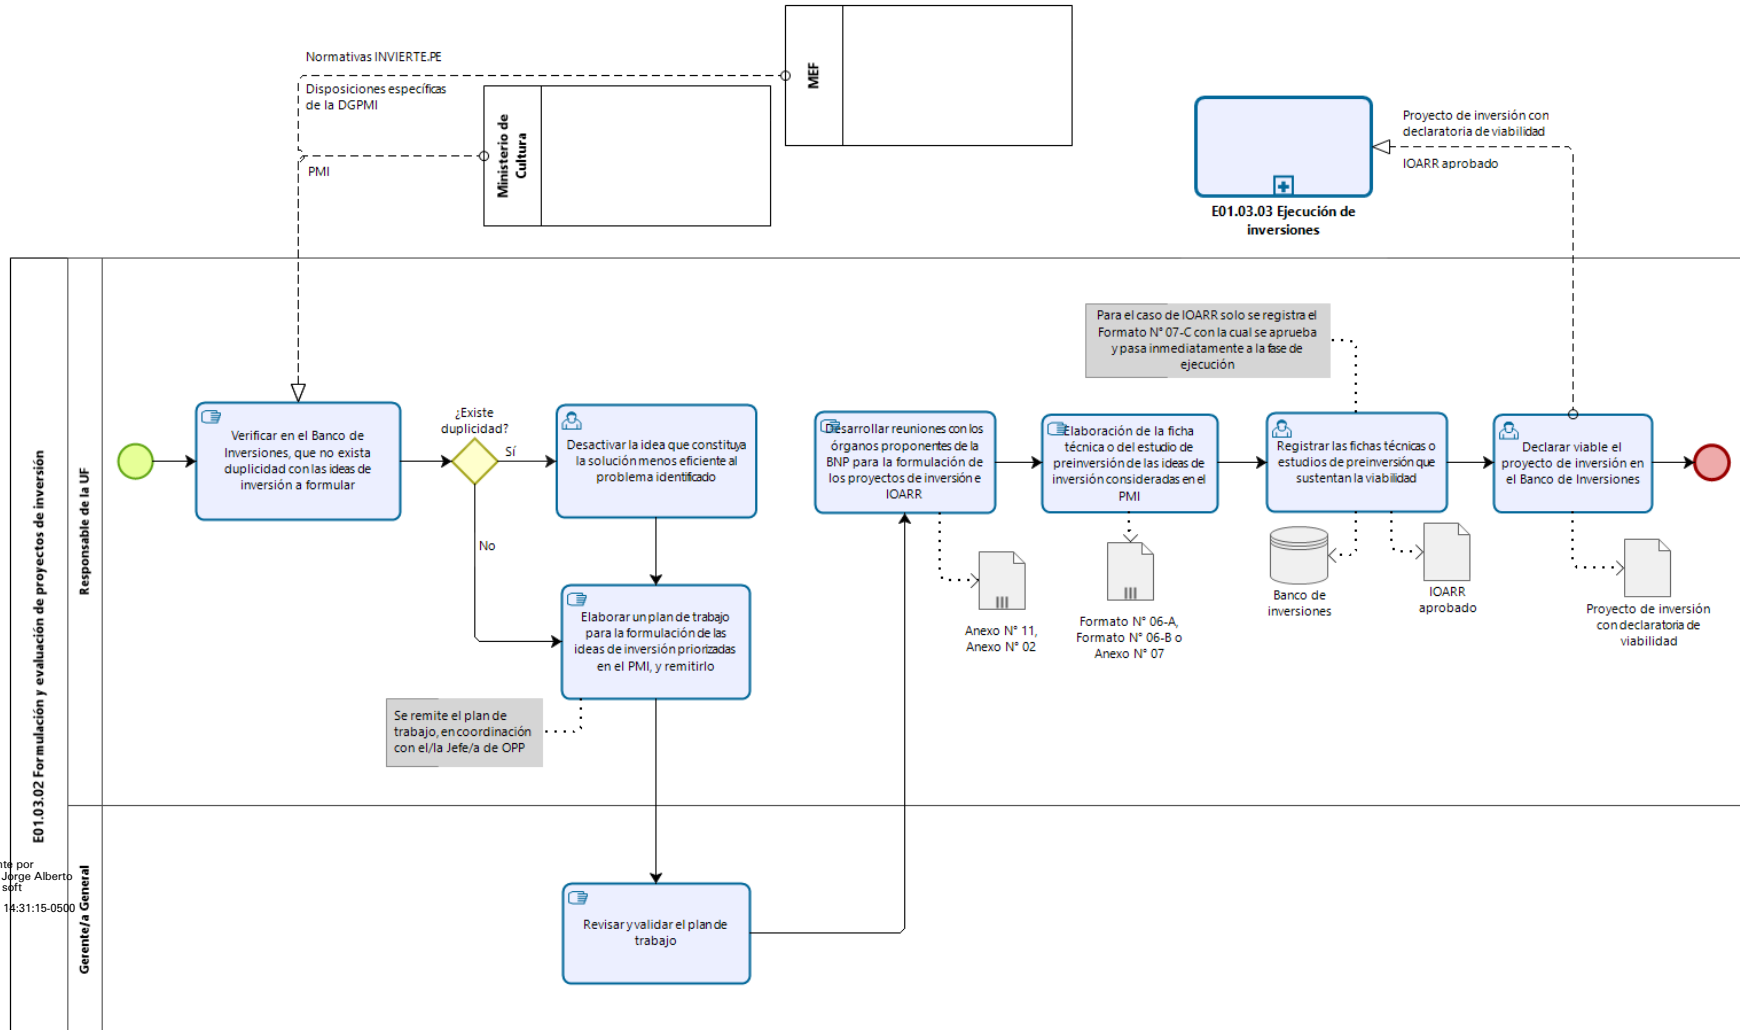 Normativas INVIERTE.PE
Disposiciones específicas
de la DGPMI
PMI
Ministerio de
Cultura
MEF
E01.03.03 Ejecución de
inversiones
Proyecto de inversión con
declaratoria de viabilidad
IOARR aprobado
E01.03.02 Formulación y evaluación de proyectos de inversión
Responsable de la UF
Verificar en el Banco de
Inversiones, que no exista
duplicidad con las ideas de
inversión a formular
¿Existe
duplicidad?
Sí
No
Desactivar la idea que constituya
la solución menos eficiente al
problema identificado
Elaborar un plan de trabajo
para la formulación de las
ideas de inversión priorizadas
en el PMI, y remitirlo
Se remite el plan de
trabajo, en coordinación
con el/la Jefe/a de OPP
Desarrollar reuniones con los
órganos proponentes de la
BNP para la formulación de
los proyectos de inversión e
IOARR
Anexo N° 11,
Anexo N° 02
Elaboración de la ficha
técnica o del estudio de
preinversión de las ideas de
inversión consideradas en el
PMI
Formato N° 06-A,
Formato N° 06-B o
Anexo N° 07
Para el caso de IOARR solo se registra el
Formato N° 07-C con la cual se aprueba
y pasa inmediatamente a la fase de
ejecución
Registrar las fichas técnicas o
estudios de preinversión que
sustentan la viabilidad
Banco de
inversiones
IOARR
aprobado
Declarar viable el
proyecto de inversión en
el Banco de Inversiones
Proyecto de inversión
con declaratoria de
viabilidad
Gerente/a General
Revisar y validar el plan de
trabajo
nte por
Jorge Alberto
soft
14:31:15-0500